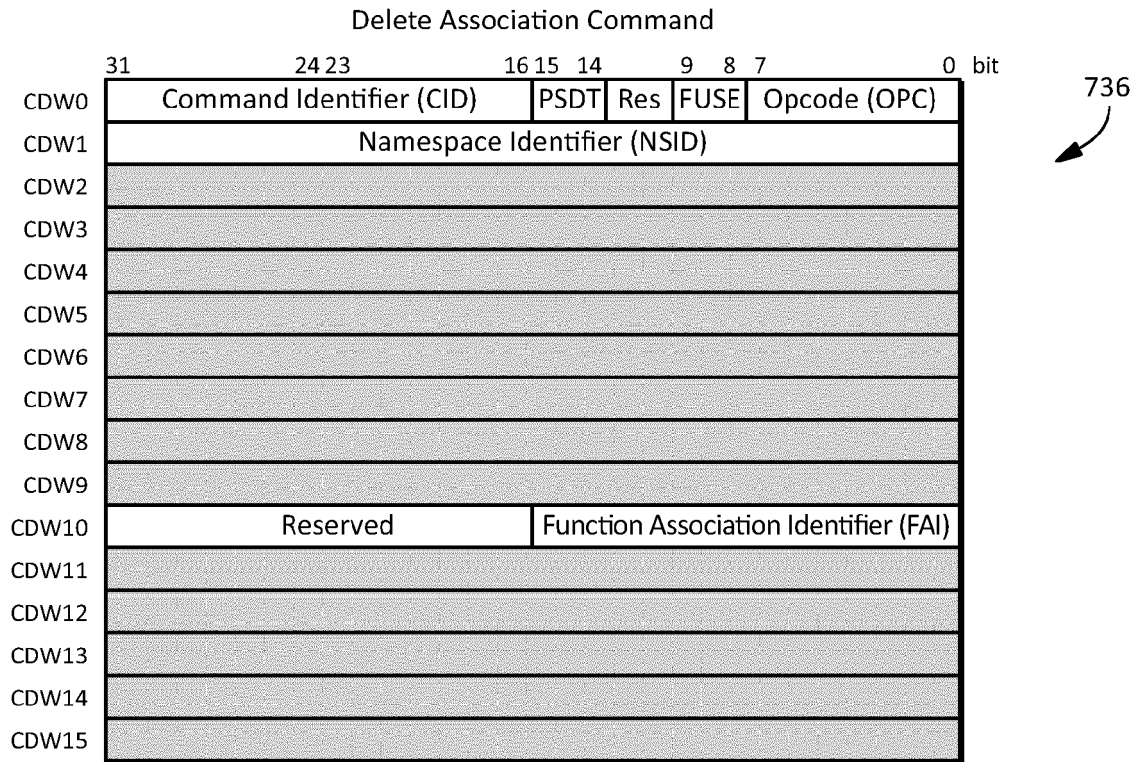 Delete Association Command
31 24 23 16 15 14 9 8 7 0 bit
CDW0 Command Identifier (CID) PSDT Res FUSE Opcode (OPC) 736
CDW1 Namespace Identifier (NSID)
CDW2
CDW3
CDW4
CDW5
CDW6
CDW7
CDW8
CDW9
CDW10 Reserved Function Association Identifier (FAI)
CDW11
CDW12
CDW13
CDW14
CDW15